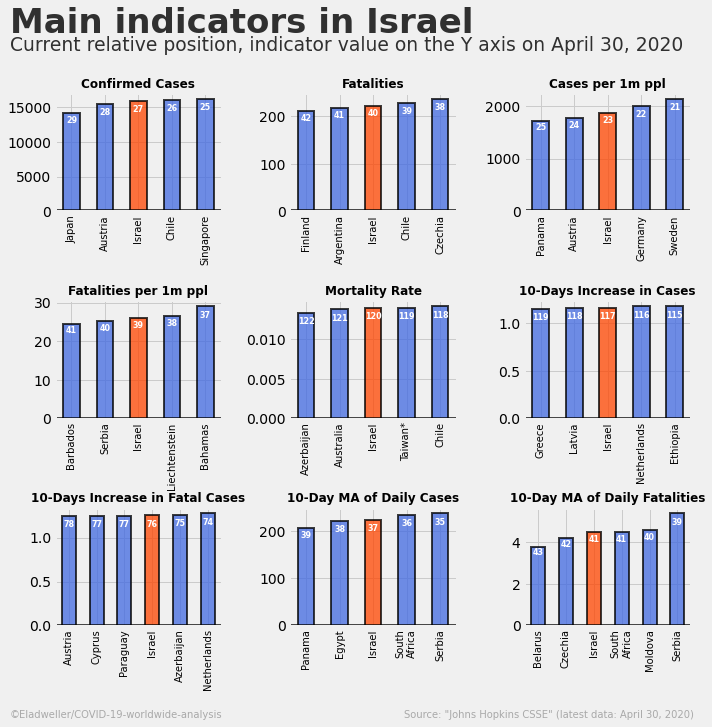 Main indicators in Israel
Current relative position, indicator value on the Y axis on April 30, 2020
Confirmed Cases
15000
10000
5000
0
29
28
27
26
25
Japan
Austria
Israel
Chile
Singapore
Fatalities
200
100
0
42
41
40
39
38
Finland
Argentina
Israel
Chile
Czechia
Cases per 1m ppl
2000
1000
0
25
24
23
22
21
Panama
Austria
Israel
Germany
Sweden
Fatalities per 1m ppl
30
20
10
0
41
40
39
38
37
Barbados
Serbia
Israel
Liechtenstein
Bahamas
Mortality Rate
0.010
0.005
0.000
122
121
120
119
118
Azerbaijan
Australia
Israel
Taiwan*
Chile
10-Days Increase in Cases
1.0
0.5
0.0
119
118
117
116
115
Greece
Latvia
Israel
Netherlands
Ethiopia
10-Days Increase in Fatal Cases
1.0
0.5
0.0
78
77
77
76
75
74
Austria
Cyprus
Paraguay
Israel
Azerbaijan
Netherlands
10-Day MA of Daily Cases
200
100
0
39
38
37
36
35
Panama
Egypt
Israel
South
Africa
Serbia
10-Day MA of Daily Fatalities
4
2
0
43
42
41
41
40
39
Belarus
Czechia
Israel
South
Africa
Moldova
Serbia
©Eladweller/COVID-19-worldwide-analysis
Source: "Johns Hopkins CSSE" (latest data: April 30, 2020)